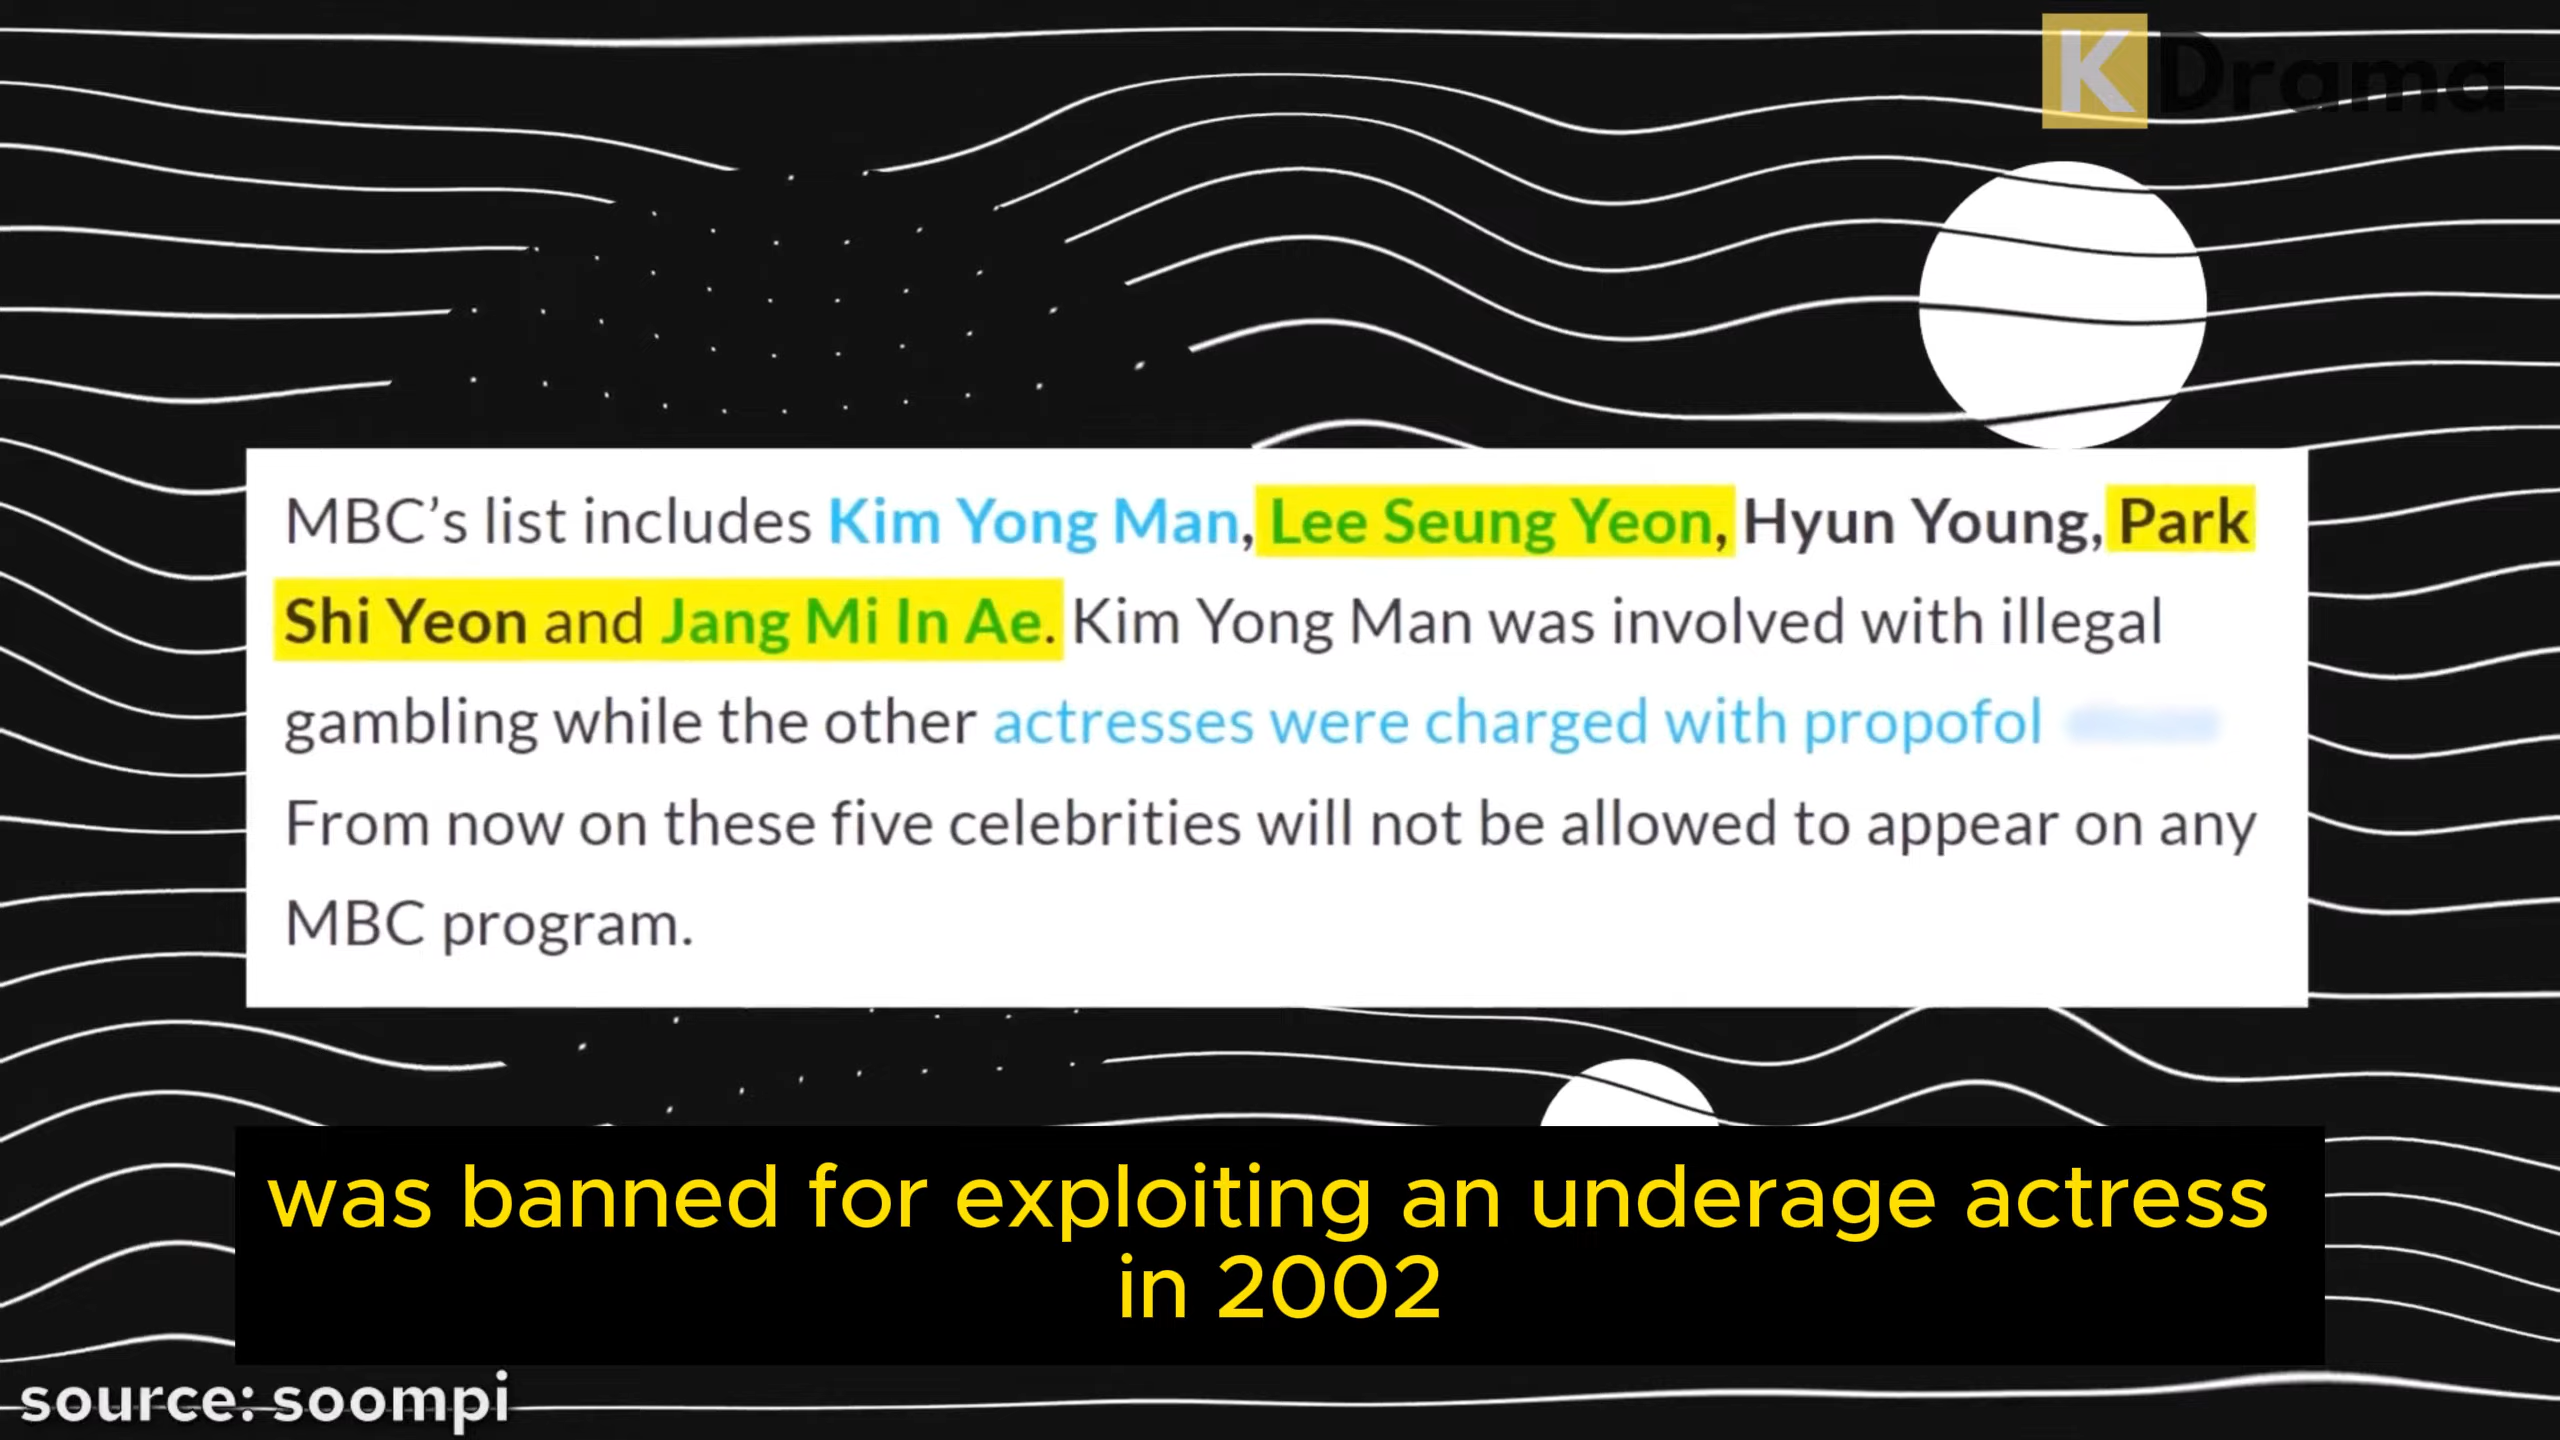 K Drama
MBC’s list includes Kim Yong Man, Lee Seung Yeon, Hyun Young, Park
Shi Yeon and Jang Mi In Ae. Kim Yong Man was involved with illegal
gambling while the other actresses were charged with propofol
From now on these five celebrities will not be allowed to appear on any
MBC program.
was banned for exploiting an underage actress
in 2002
source: soompi